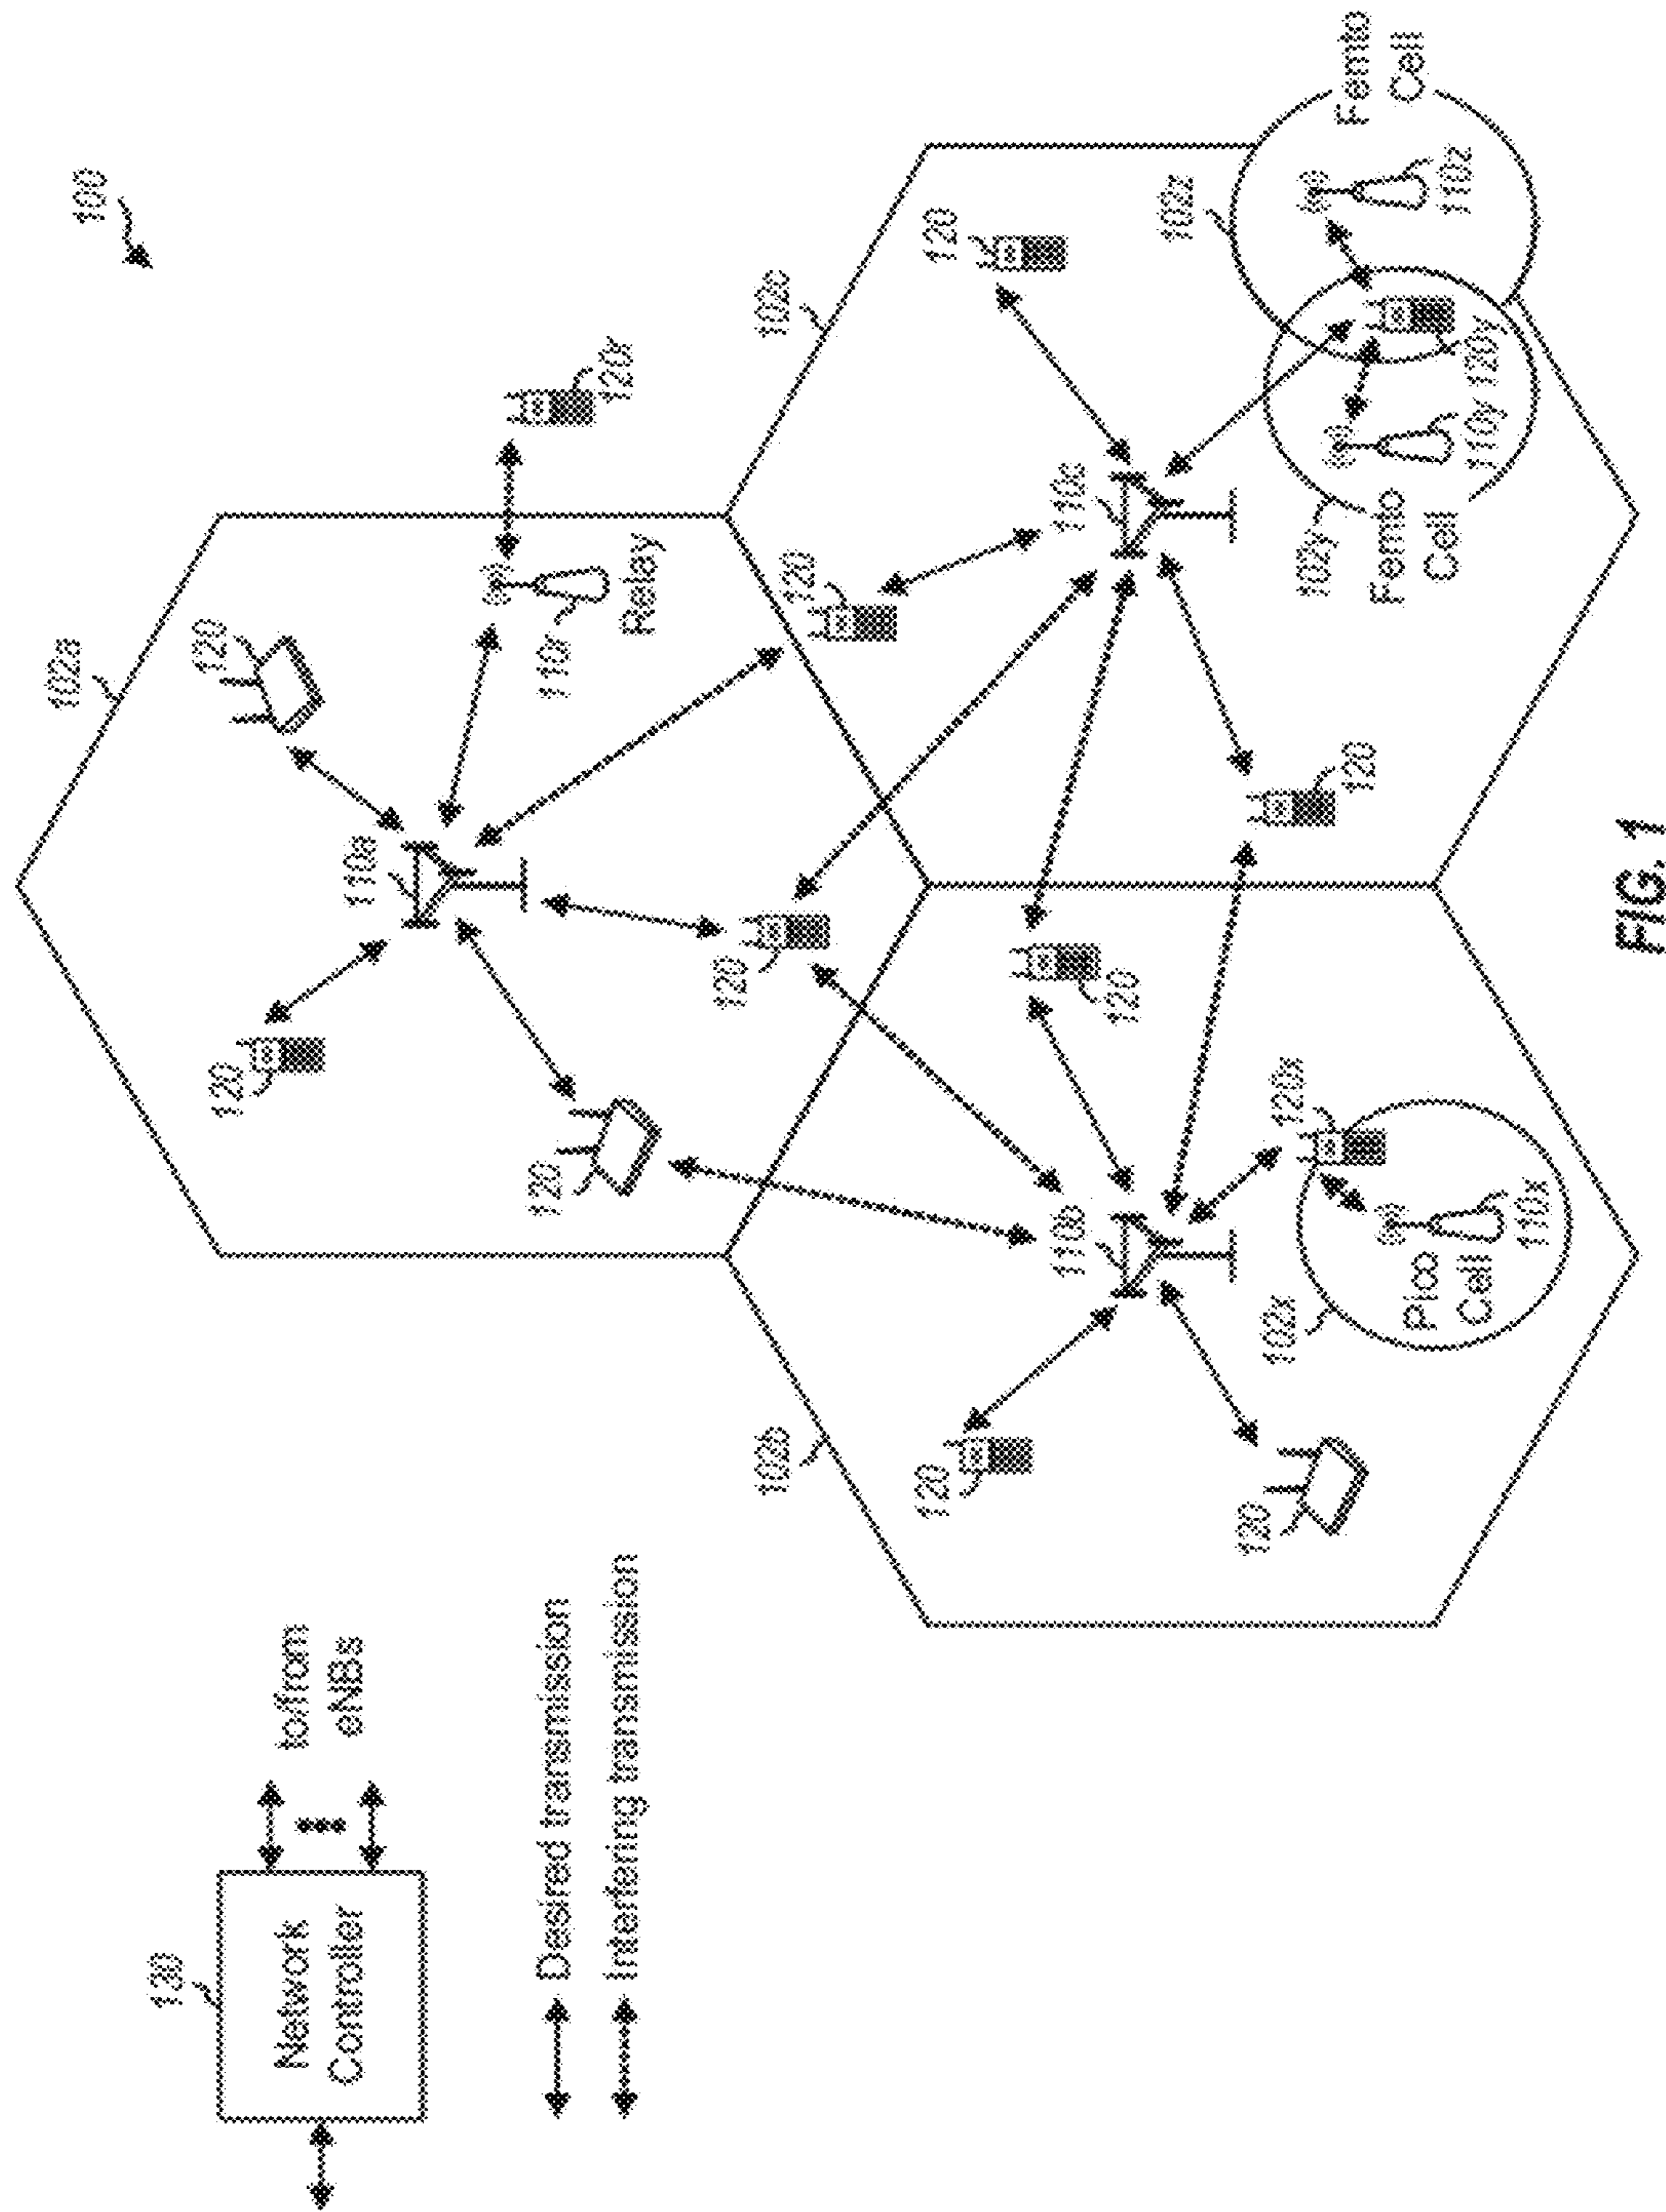 100
130
Network
Controller
to/from
eNBs
Desired transmission
Interfering transmission
102a
120
110a
120
120
120
110r
Relay
120r
102b
120
110b
120
120
120x
102x
Pico
Cell
110x
102c
120
120
110c
120
102z
Femto
Cell
110z
102y
Femto
Cell
110y
120y
FIG. 1